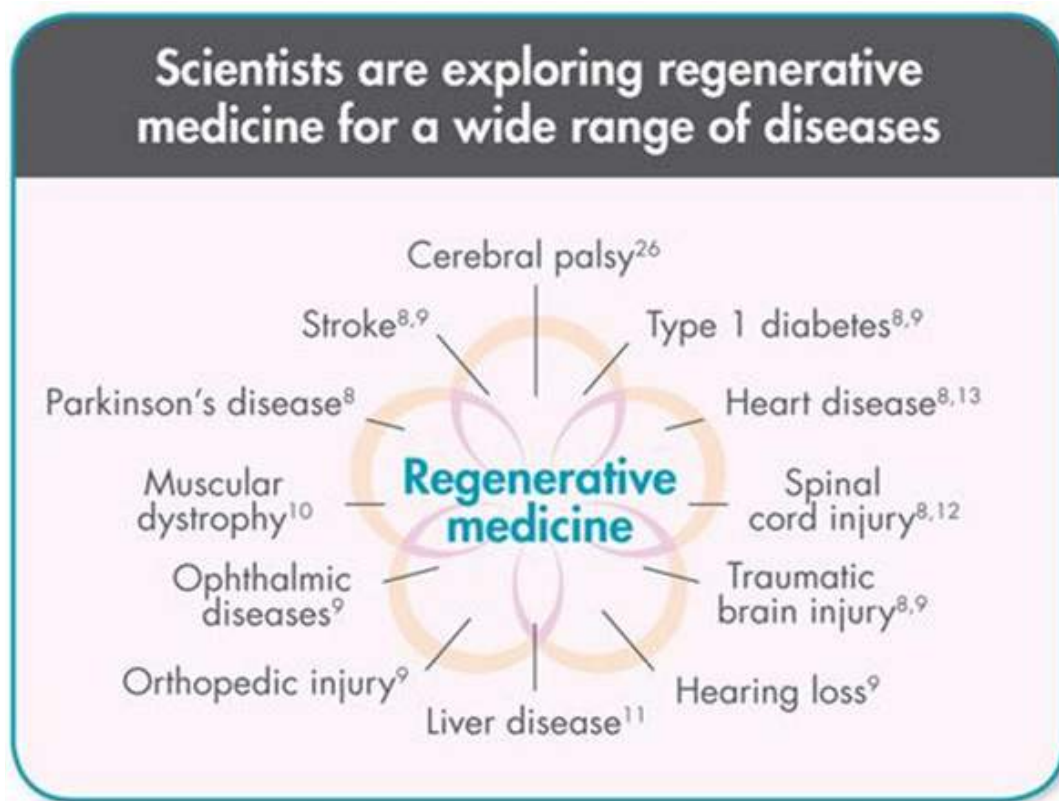 Scientists are exploring regenerative
medicine for a wide range of diseases
Cerebral palsy²⁶
Stroke⁸,⁹
Type 1 diabetes⁸,⁹
Parkinson's disease⁸
Heart disease⁸,¹³
Muscular
dystrophy¹⁰
Regenerative
medicine
Spinal
cord injury⁸,¹²
Ophthalmic
diseases⁹
Traumatic
brain injury⁸,⁹
Orthopedic injury⁹
Hearing loss⁹
Liver disease¹¹